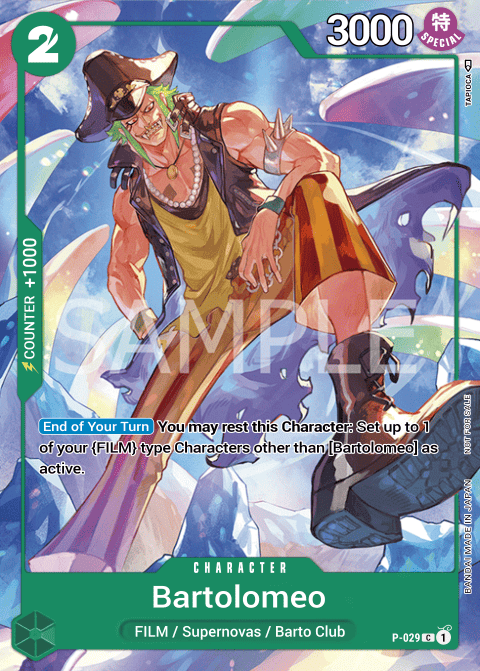 2
3000
特
SPECIAL
TAPIOCA
COUNTER +1000
SAMPLE
End of Your Turn You may rest this Character: Set up to 1
of your {FILM} type Characters other than [Bartolomeo] as
active.
NOT FOR SALE
BANDAI MADE IN JAPAN
CHARACTER
Bartolomeo
FILM / Supernovas / Barto Club
P-029 C 1